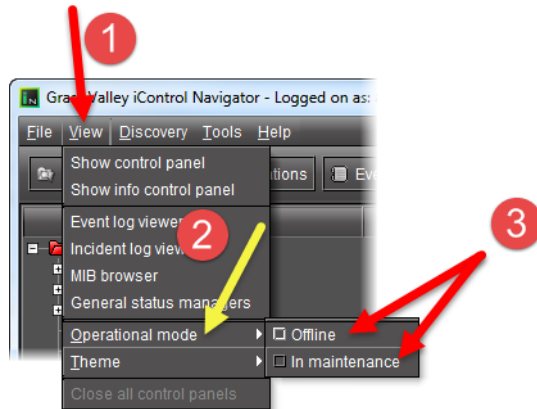 1
Grass Valley iControl Navigator - Logged on as:
File View Discovery Tools Help
Show control panel
Show info control panel
Event log viewer
2
Incident log view
MIB browser
General status managers
3
Operational mode
Offline
Theme
In maintenance
Close all control panels